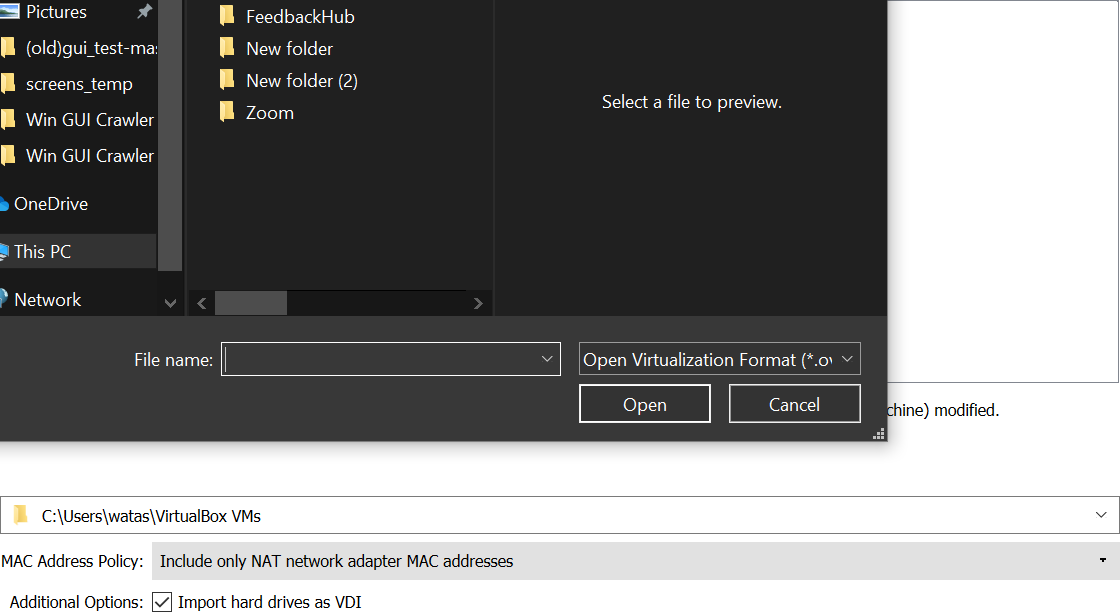 Pictures
(old)gui_test-mas
screens_temp
Win GUI Crawler
Win GUI Crawler
OneDrive
This PC
Network
FeedbackHub
New folder
New folder (2)
Zoom
Select a file to preview.
File name:
Open Virtualization Format (*.ov
Open
Cancel
chine) modified.
C:\Users\watas\VirtualBox VMs
MAC Address Policy:
Include only NAT network adapter MAC addresses
Additional Options:
Import hard drives as VDI